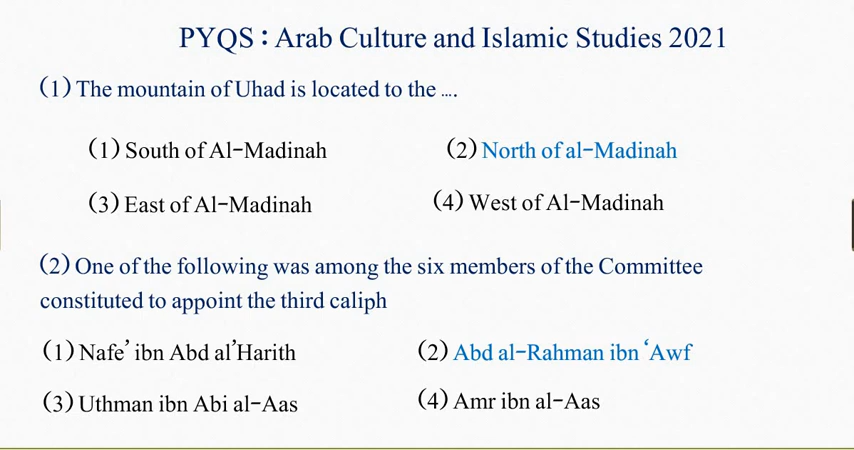 PYQS : Arab Culture and Islamic Studies 2021
(1) The mountain of Uhad is located to the ....
(1) South of Al-Madinah (2) North of al-Madinah
(3) East of Al-Madinah (4) West of Al-Madinah
(2) One of the following was among the six members of the Committee
constituted to appoint the third caliph
(1) Nafe’ ibn Abd al’Harith (2) Abd al-Rahman ibn ‘Awf
(3) Uthman ibn Abi al-Aas (4) Amr ibn al-Aas